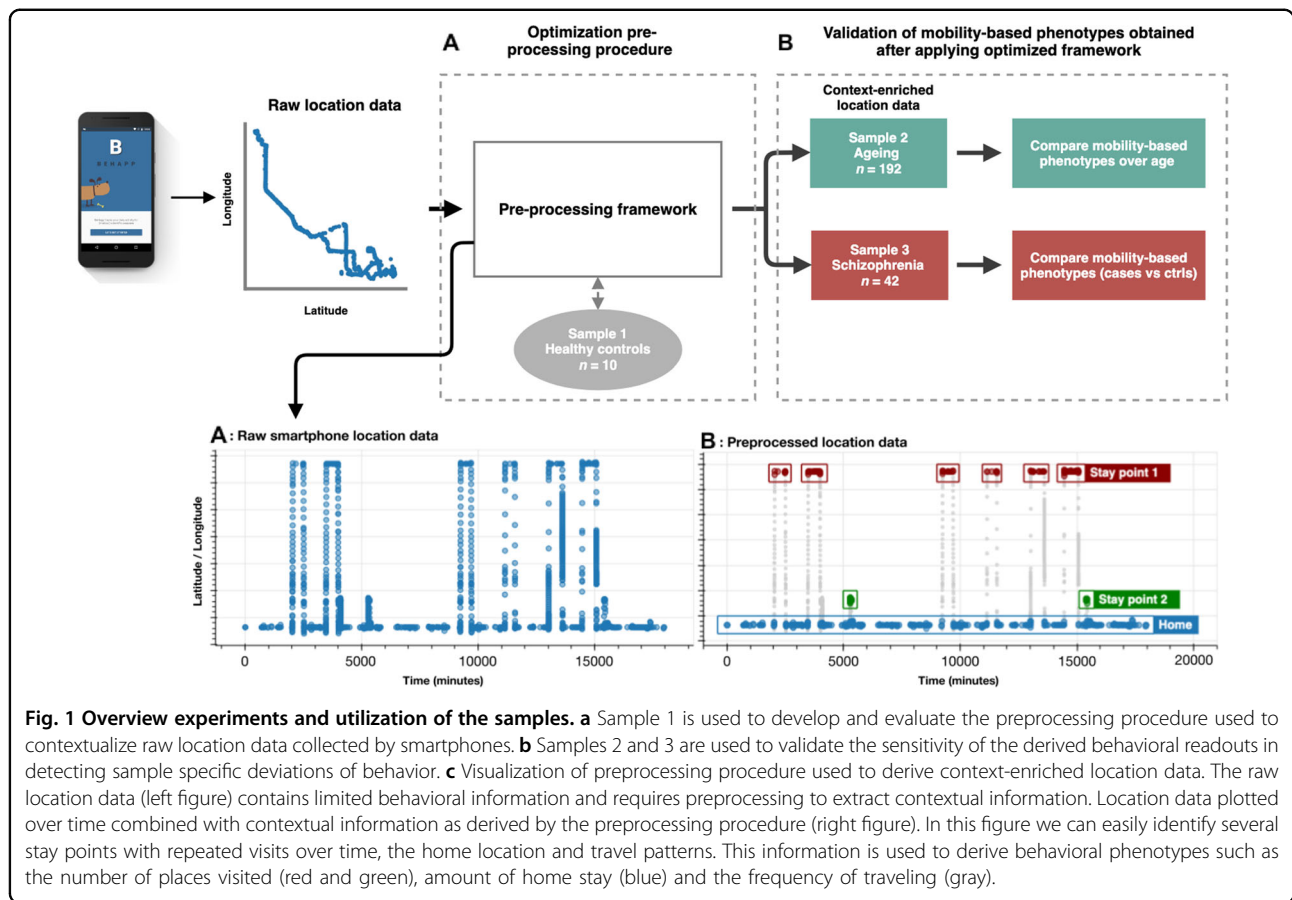 A
Optimization pre-
processing procedure
B
Validation of mobility-based phenotypes obtained
after applying optimized framework
B
BEHAPP
Raw location data
Longitude
Latitude
Pre-processing framework
Sample 1
Healthy controls
n = 10
Context-enriched
location data
Sample 2
Ageing
n = 192
Compare mobility-based
phenotypes over age
Sample 3
Schizophrenia
n = 42
Compare mobility-based
phenotypes (cases vs ctrls)
A : Raw smartphone location data
Latitude / Longitude
0 5000 10000 15000
Time (minutes)
B : Preprocessed location data
Stay point 1
Stay point 2
Home
0 5000 10000 15000 20000
Time (minutes)
Fig. 1 Overview experiments and utilization of the samples. a Sample 1 is used to develop and evaluate the preprocessing procedure used to
contextualize raw location data collected by smartphones. b Samples 2 and 3 are used to validate the sensitivity of the derived behavioral readouts in
detecting sample specific deviations of behavior. c Visualization of preprocessing procedure used to derive context-enriched location data. The raw
location data (left figure) contains limited behavioral information and requires preprocessing to extract contextual information. Location data plotted
over time combined with contextual information as derived by the preprocessing procedure (right figure). In this figure we can easily identify several
stay points with repeated visits over time, the home location and travel patterns. This information is used to derive behavioral phenotypes such as
the number of places visited (red and green), amount of home stay (blue) and the frequency of traveling (gray).